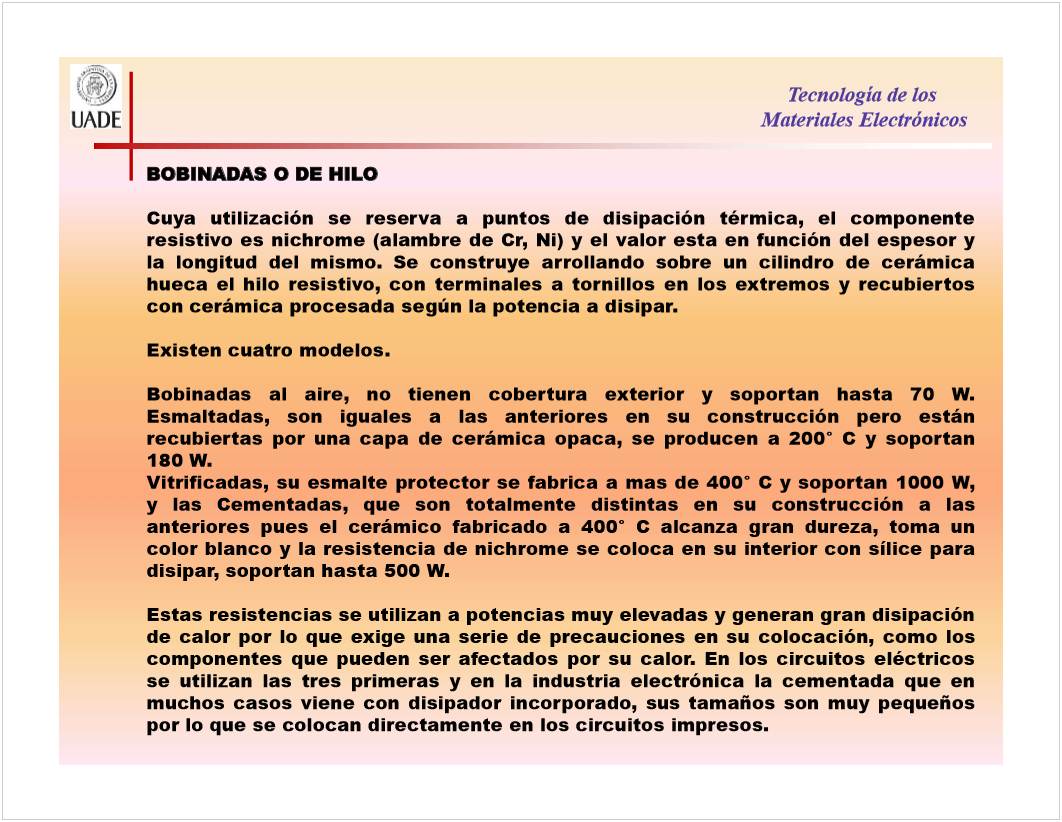 UADE
Tecnología de los
Materiales Electrónicos
BOBINADAS O DE HILO
Cuya utilización se reserva a puntos de disipación térmica, el componente
resistivo es nichrome (alambre de Cr, Ni) y el valor esta en función del espesor y
la longitud del mismo. Se construye arrollando sobre un cilindro de cerámica
hueca el hilo resistivo, con terminales a tornillos en los extremos y recubiertos
con cerámica procesada según la potencia a disipar.
Existen cuatro modelos.
Bobinadas al aire, no tienen cobertura exterior y soportan hasta 70 W.
Esmaltadas, son iguales a las anteriores en su construcción pero están
recubiertas por una capa de cerámica opaca, se producen a 200° C y soportan
180 W.
Vitrificadas, su esmalte protector se fabrica a mas de 400° C y soportan 1000 W,
y las Cementadas, que son totalmente distintas en su construcción a las
anteriores pues el cerámico fabricado a 400° C alcanza gran dureza, toma un
color blanco y la resistencia de nichrome se coloca en su interior con sílice para
disipar, soportan hasta 500 W.
Estas resistencias se utilizan a potencias muy elevadas y generan gran disipación
de calor por lo que exige una serie de precauciones en su colocación, como los
componentes que pueden ser afectados por su calor. En los circuitos eléctricos
se utilizan las tres primeras y en la industria electrónica la cementada que en
muchos casos viene con disipador incorporado, sus tamaños son muy pequeños
por lo que se colocan directamente en los circuitos impresos.